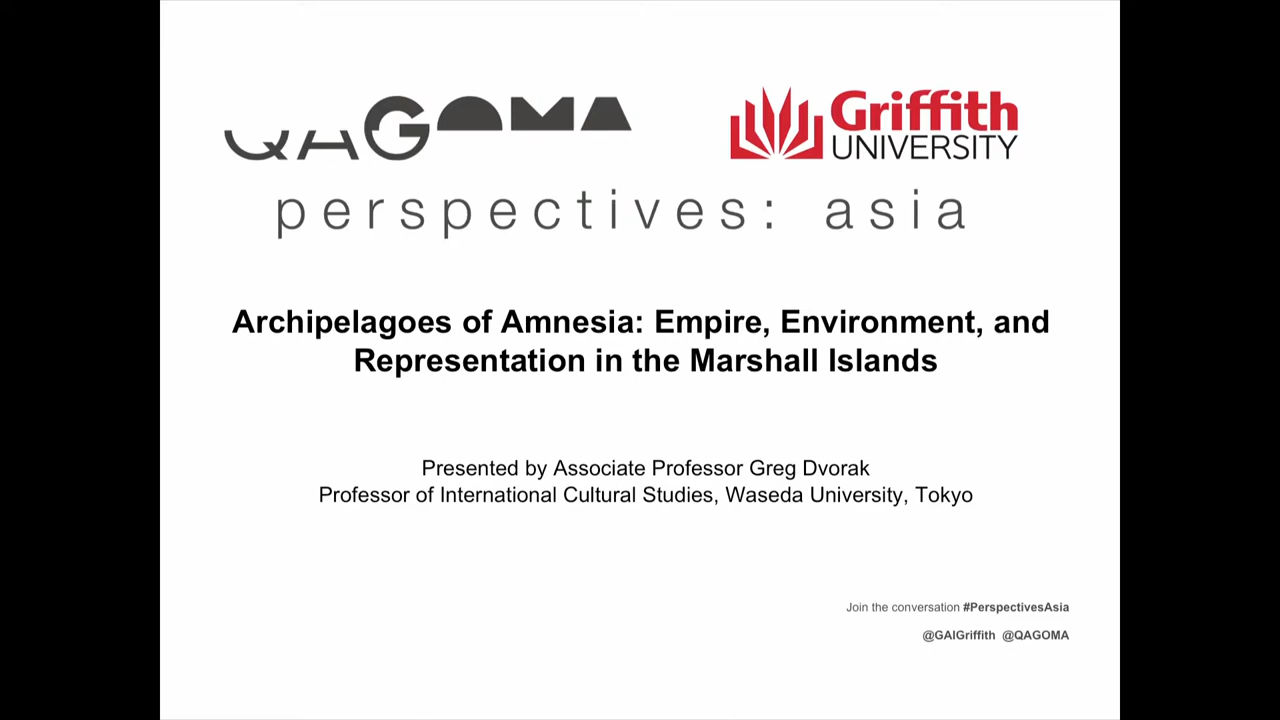 QAGOMA
Griffith
UNIVERSITY
perspectives: asia
Archipelagoes of Amnesia: Empire, Environment, and
Representation in the Marshall Islands
Presented by Associate Professor Greg Dvorak
Professor of International Cultural Studies, Waseda University, Tokyo
Join the conversation #PerspectivesAsia
@GAIGriffith @QAGOMA